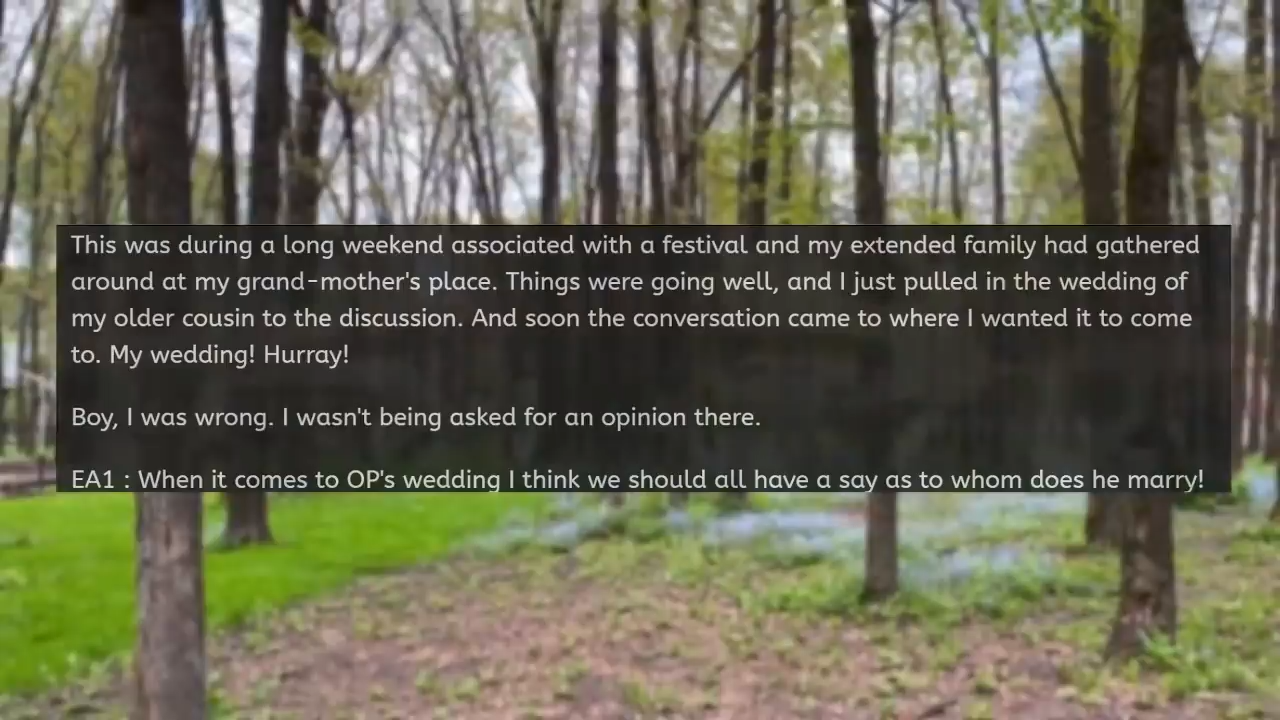 This was during a long weekend associated with a festival and my extended family had gathered
around at my grand-mother's place. Things were going well, and I just pulled in the wedding of
my older cousin to the discussion. And soon the conversation came to where I wanted it to come
to. My wedding! Hurray!
Boy, I was wrong. I wasn't being asked for an opinion there.
EA1 : When it comes to OP's wedding I think we should all have a say as to whom does he marry!